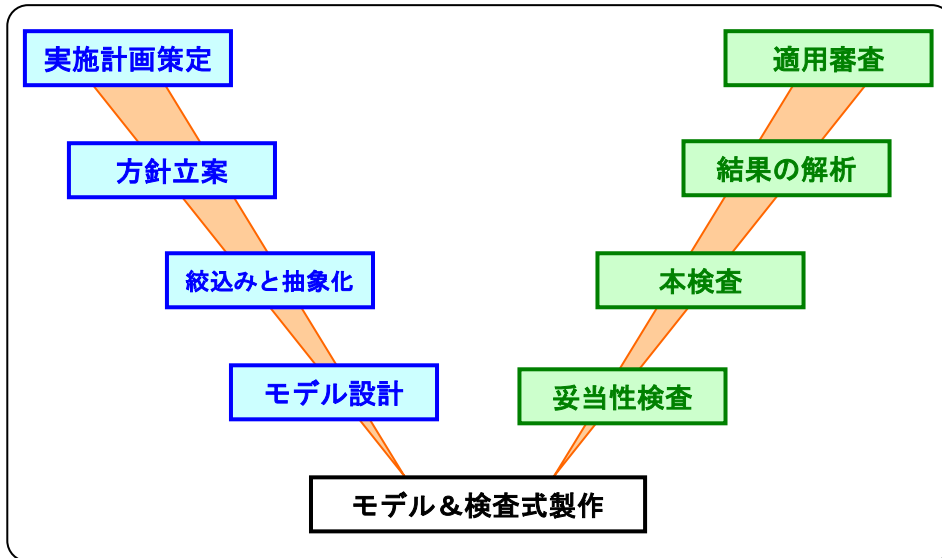 実施計画策定
適用審査
方針立案
結果の解析
絞込みと抽象化
本検査
モデル設計
妥当性検査
モデル＆検査式製作